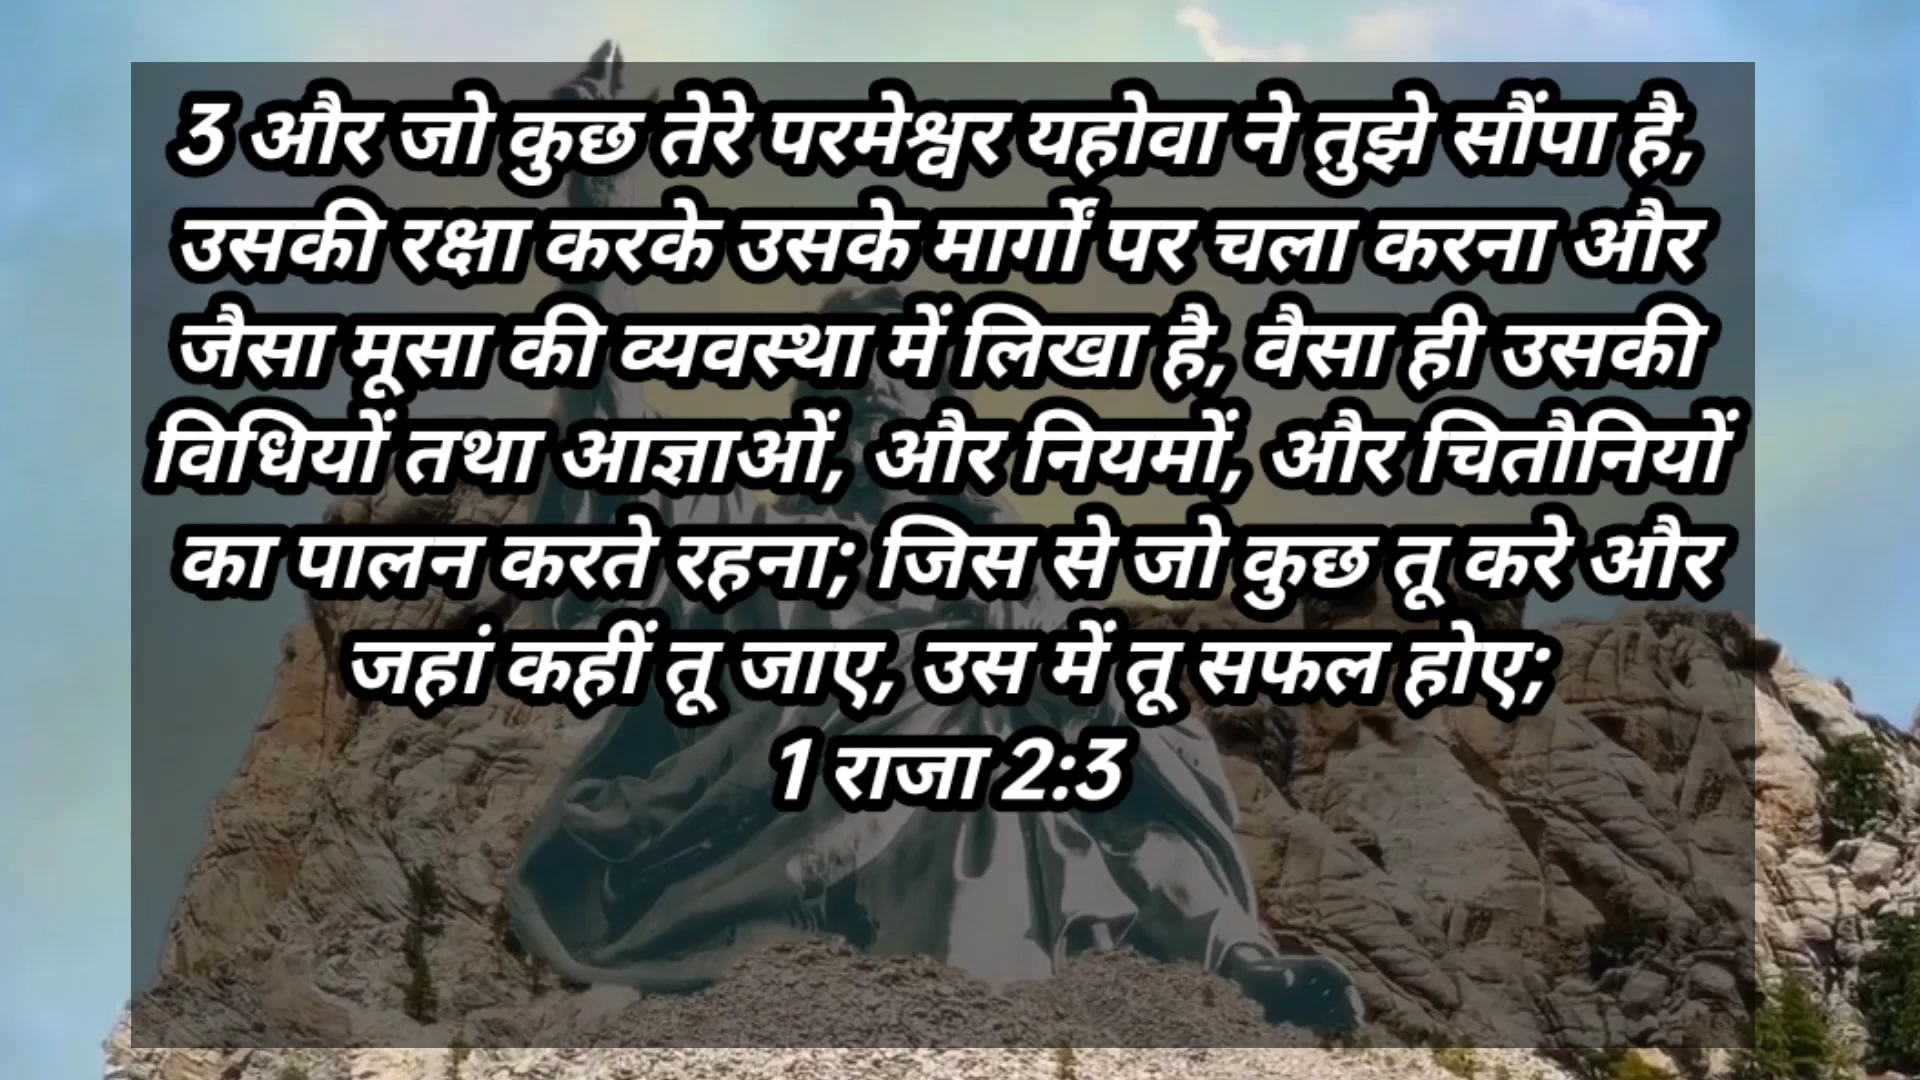 3 और जो कुछ तेरे परमेश्वर यहोवा ने तुझे सौंपा है,
उसकी रक्षा करके उसके मार्गों पर चला करना और
जैसा मूसा की व्यवस्था में लिखा है, वैसा ही उसकी
विधियों तथा आज्ञाओं, और नियमों, और चितौनियों
का पालन करते रहना; जिस से जो कुछ तू करे और
जहां कहीं तू जाए, उस में तू सफल होए;
1 राजा 2:3